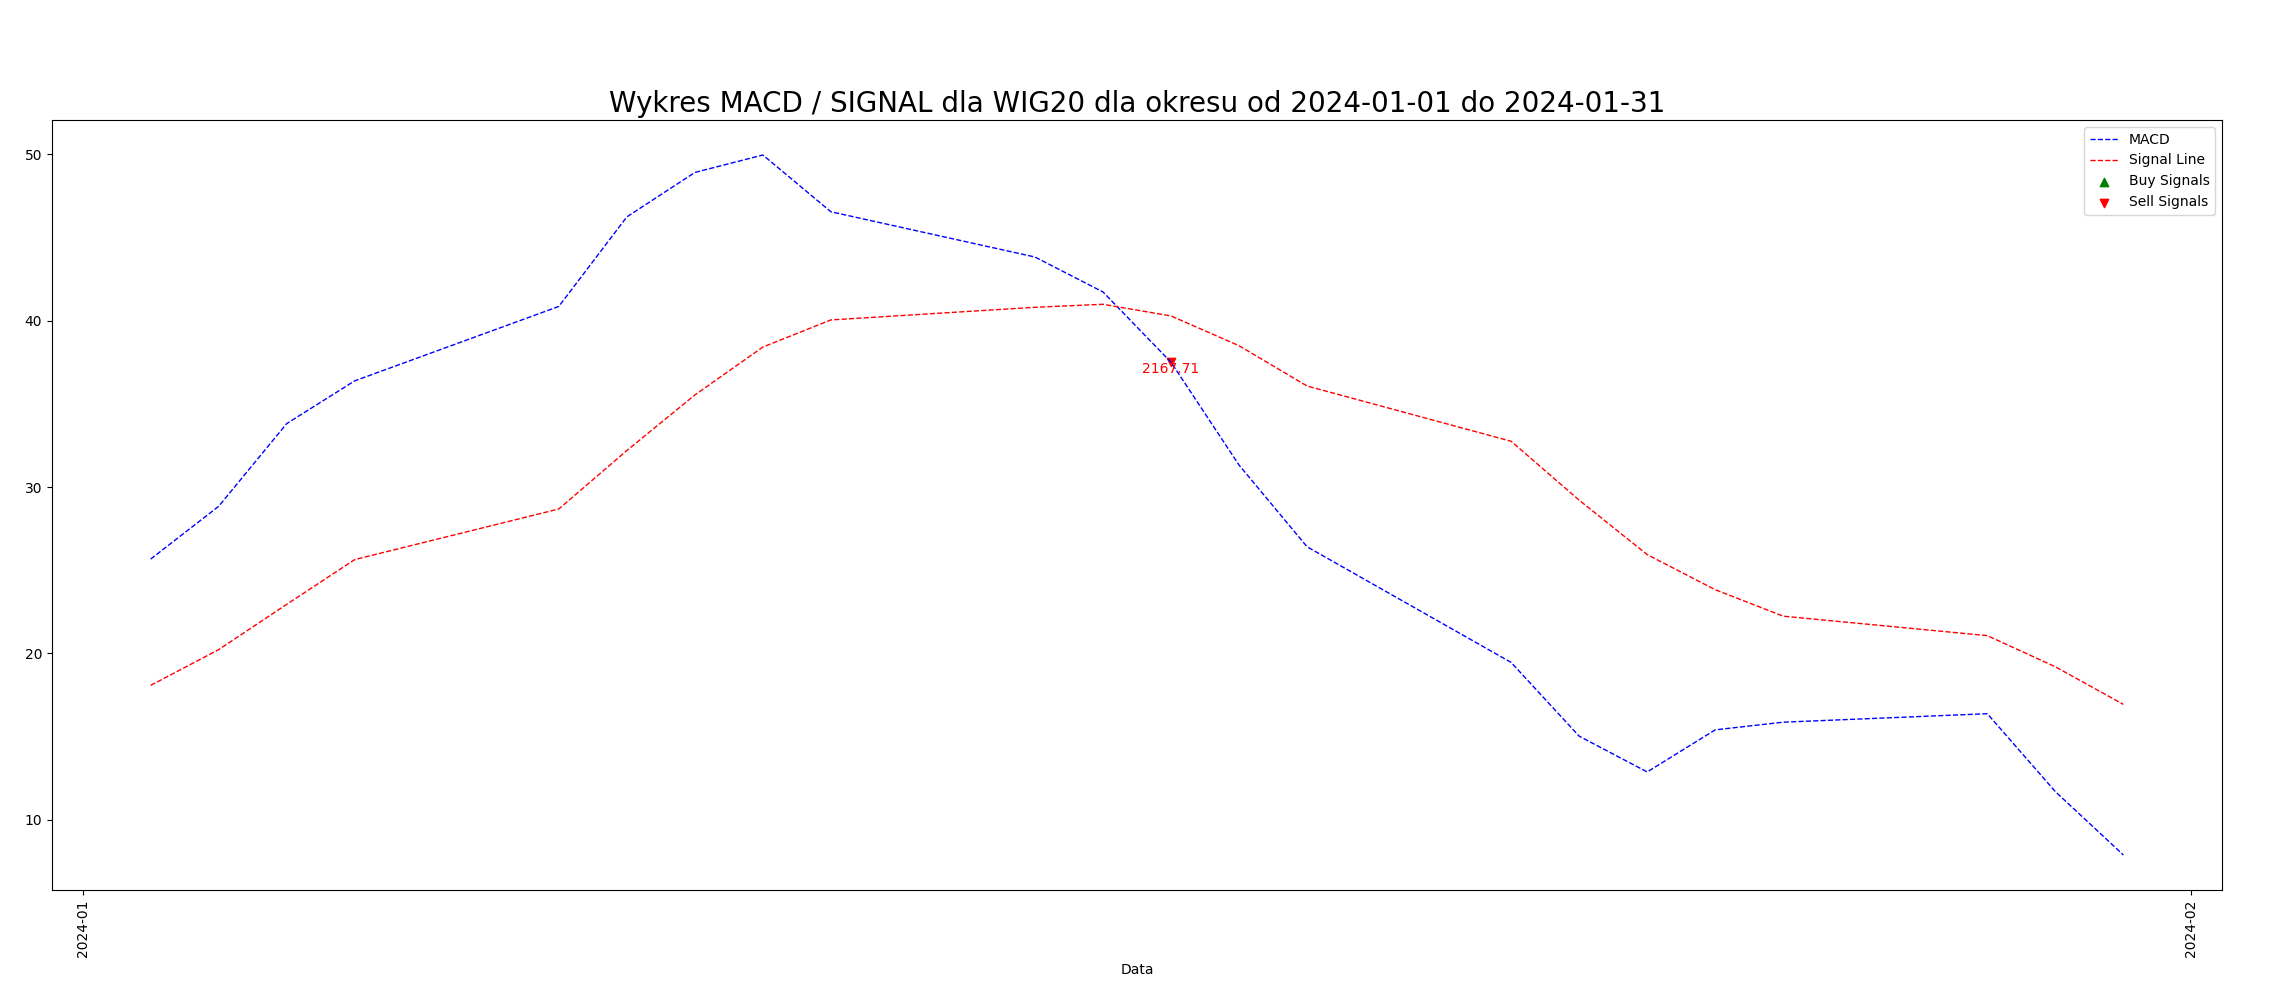 Wykres MACD / SIGNAL dla WIG20 dla okresu od 2024-01-01 do 2024-01-31
MACD
Signal Line
Buy Signals
Sell Signals
50
40
30
20
10
2167.71
2024-01
2024-02
Data